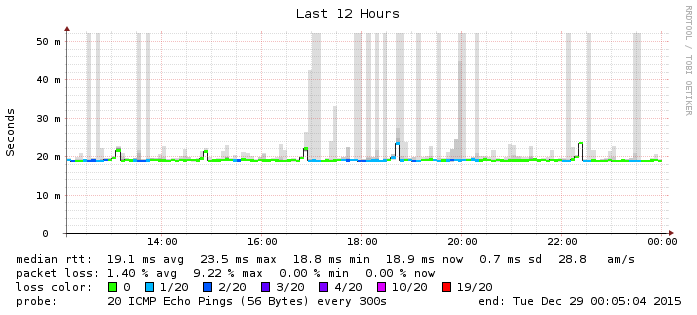 Last 12 Hours
RRDTOOL / TOBI OETIKER
Seconds
50 m
40 m
30 m
20 m
10 m
0
14:00 16:00 18:00 20:00 22:00 00:00
median rtt: 19.1 ms avg 23.5 ms max 18.8 ms min 18.9 ms now 0.7 ms sd 28.8 am/s
packet loss: 1.40 % avg 9.22 % max 0.00 % min 0.00 % now
loss color: 0 1/20 2/20 3/20 4/20 10/20 19/20
probe: 20 ICMP Echo Pings (56 Bytes) every 300s end: Tue Dec 29 00:05:04 2015